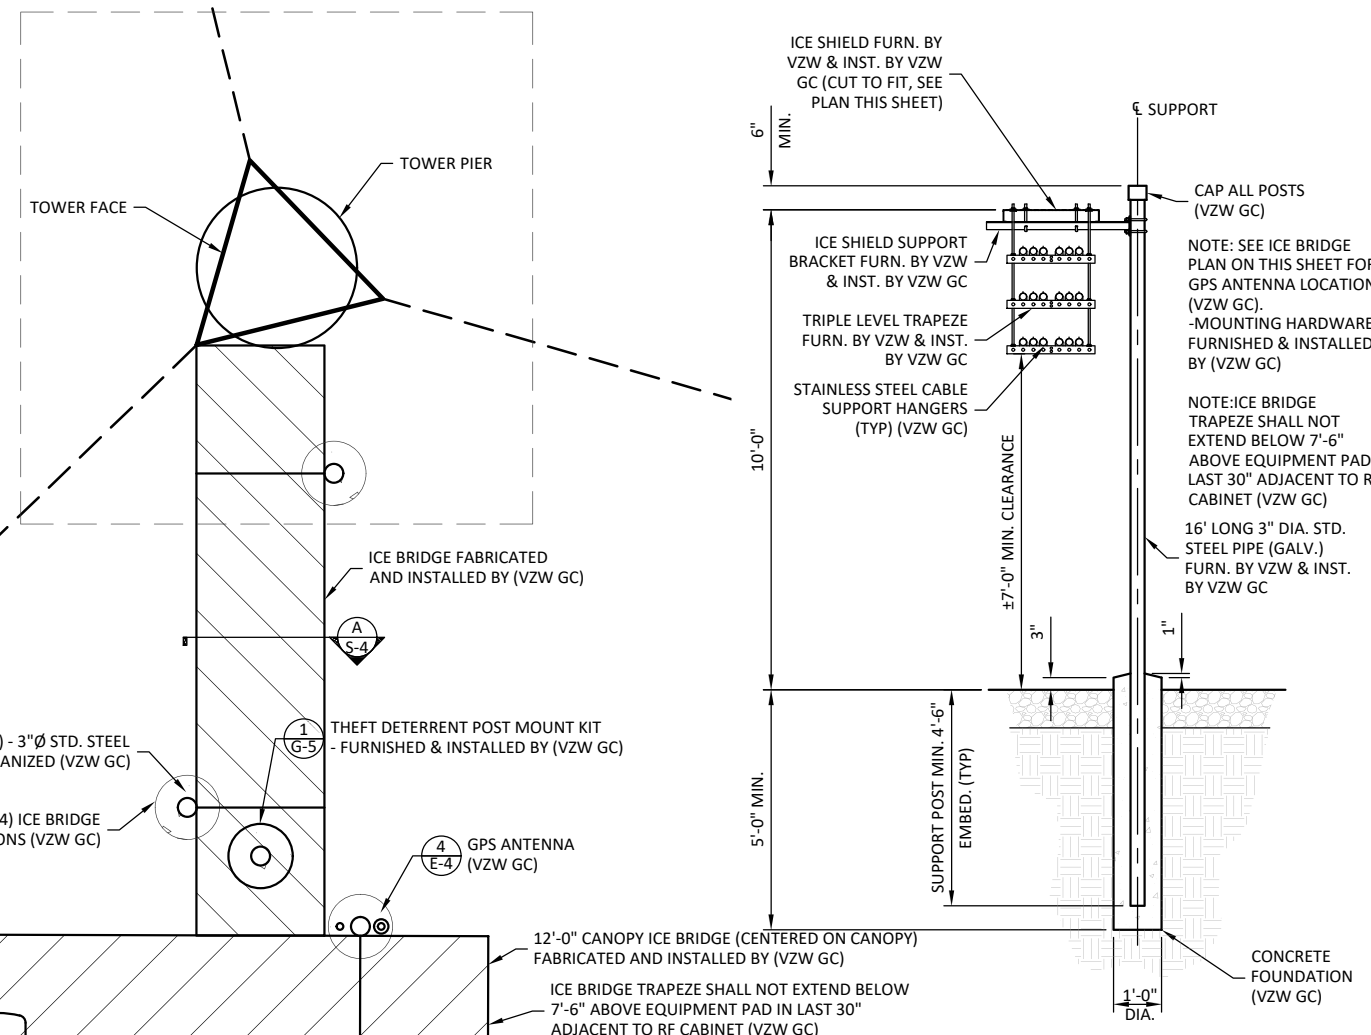 TOWER PIER
TOWER FACE
ICE BRIDGE FABRICATED
AND INSTALLED BY (VZW GC)
A
S-4
1
G-5
THEFT DETERRENT POST MOUNT KIT
- FURNISHED & INSTALLED BY (VZW GC)
) - 3"Ø STD. STEEL
ANIZED (VZW GC)
4) ICE BRIDGE
ONS (VZW GC)
4
E-4
GPS ANTENNA
(VZW GC)
12'-0" CANOPY ICE BRIDGE (CENTERED ON CANOPY)
FABRICATED AND INSTALLED BY (VZW GC)
ICE BRIDGE TRAPEZE SHALL NOT EXTEND BELOW
7'-6" ABOVE EQUIPMENT PAD IN LAST 30"
ADJACENT TO RF CABINET (VZW GC)
ICE SHIELD FURN. BY
VZW & INST. BY VZW
GC (CUT TO FIT, SEE
PLAN THIS SHEET)
6"
MIN.
℄ SUPPORT
CAP ALL POSTS
(VZW GC)
ICE SHIELD SUPPORT
BRACKET FURN. BY VZW
& INST. BY VZW GC
TRIPLE LEVEL TRAPEZE
FURN. BY VZW & INST.
BY VZW GC
STAINLESS STEEL CABLE
SUPPORT HANGERS
(TYP) (VZW GC)
NOTE: SEE ICE BRIDGE
PLAN ON THIS SHEET FOR
GPS ANTENNA LOCATION
(VZW GC).
-MOUNTING HARDWARE
FURNISHED & INSTALLED
BY (VZW GC)
NOTE:ICE BRIDGE
TRAPEZE SHALL NOT
EXTEND BELOW 7'-6"
ABOVE EQUIPMENT PAD
LAST 30" ADJACENT TO R
CABINET (VZW GC)
16' LONG 3" DIA. STD.
STEEL PIPE (GALV.)
FURN. BY VZW & INST.
BY VZW GC
10'-0"
±7'-0" MIN. CLEARANCE
3"
1"
5'-0" MIN.
SUPPORT POST MIN. 4'-6"
EMBED. (TYP)
1'-0"
DIA.
CONCRETE
FOUNDATION
(VZW GC)